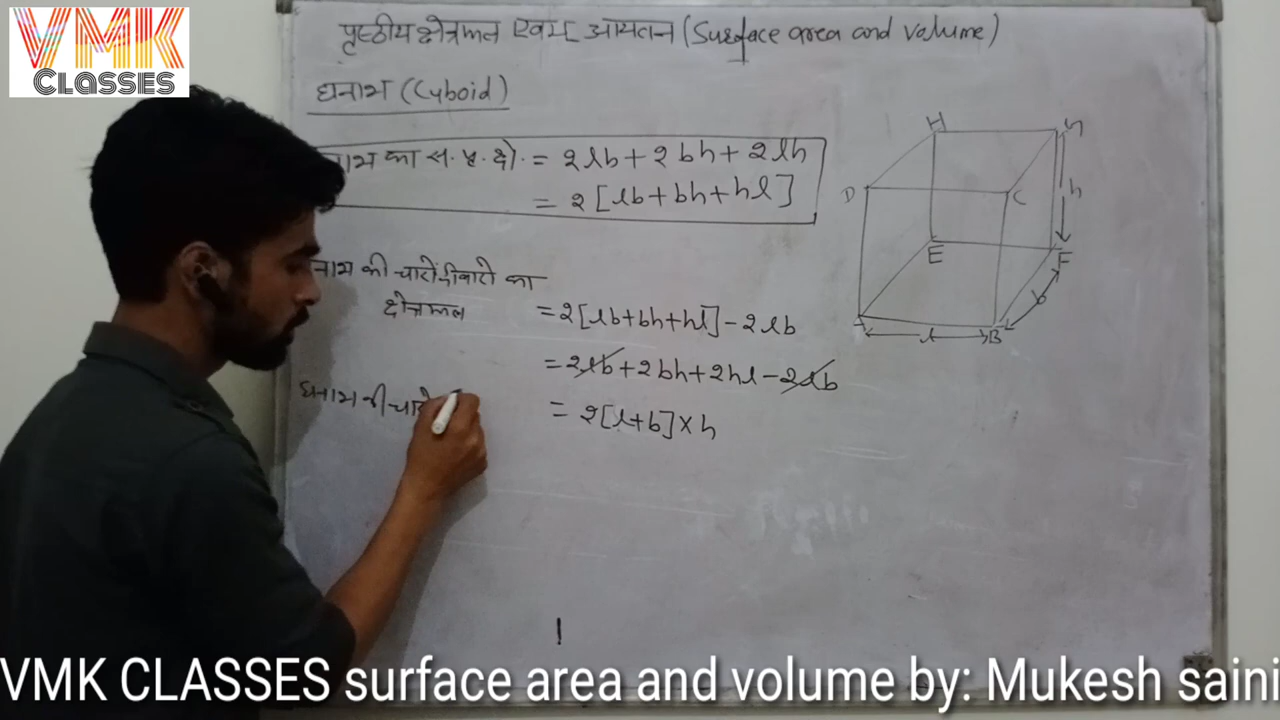 VMK
Classes
पृष्ठीय क्षेत्रफल एवम् आयतन (Surface area and volume)
घनाभ (Cuboid)
नाभ का स. पृ. क्षे. = 2lb + 2bh + 2lh
= 2[lb+bh+hl]
नाभ की चारों दिवारों का
क्षेत्रफल
= 2[lb+bh+hl] - 2lb
= 2lb + 2bh + 2hl - 2lb
घनाभ की चारों
= 2[l+b]×h
H G
D C h
E F
b
A l B
VMK CLASSES surface area and volume by: Mukesh saini